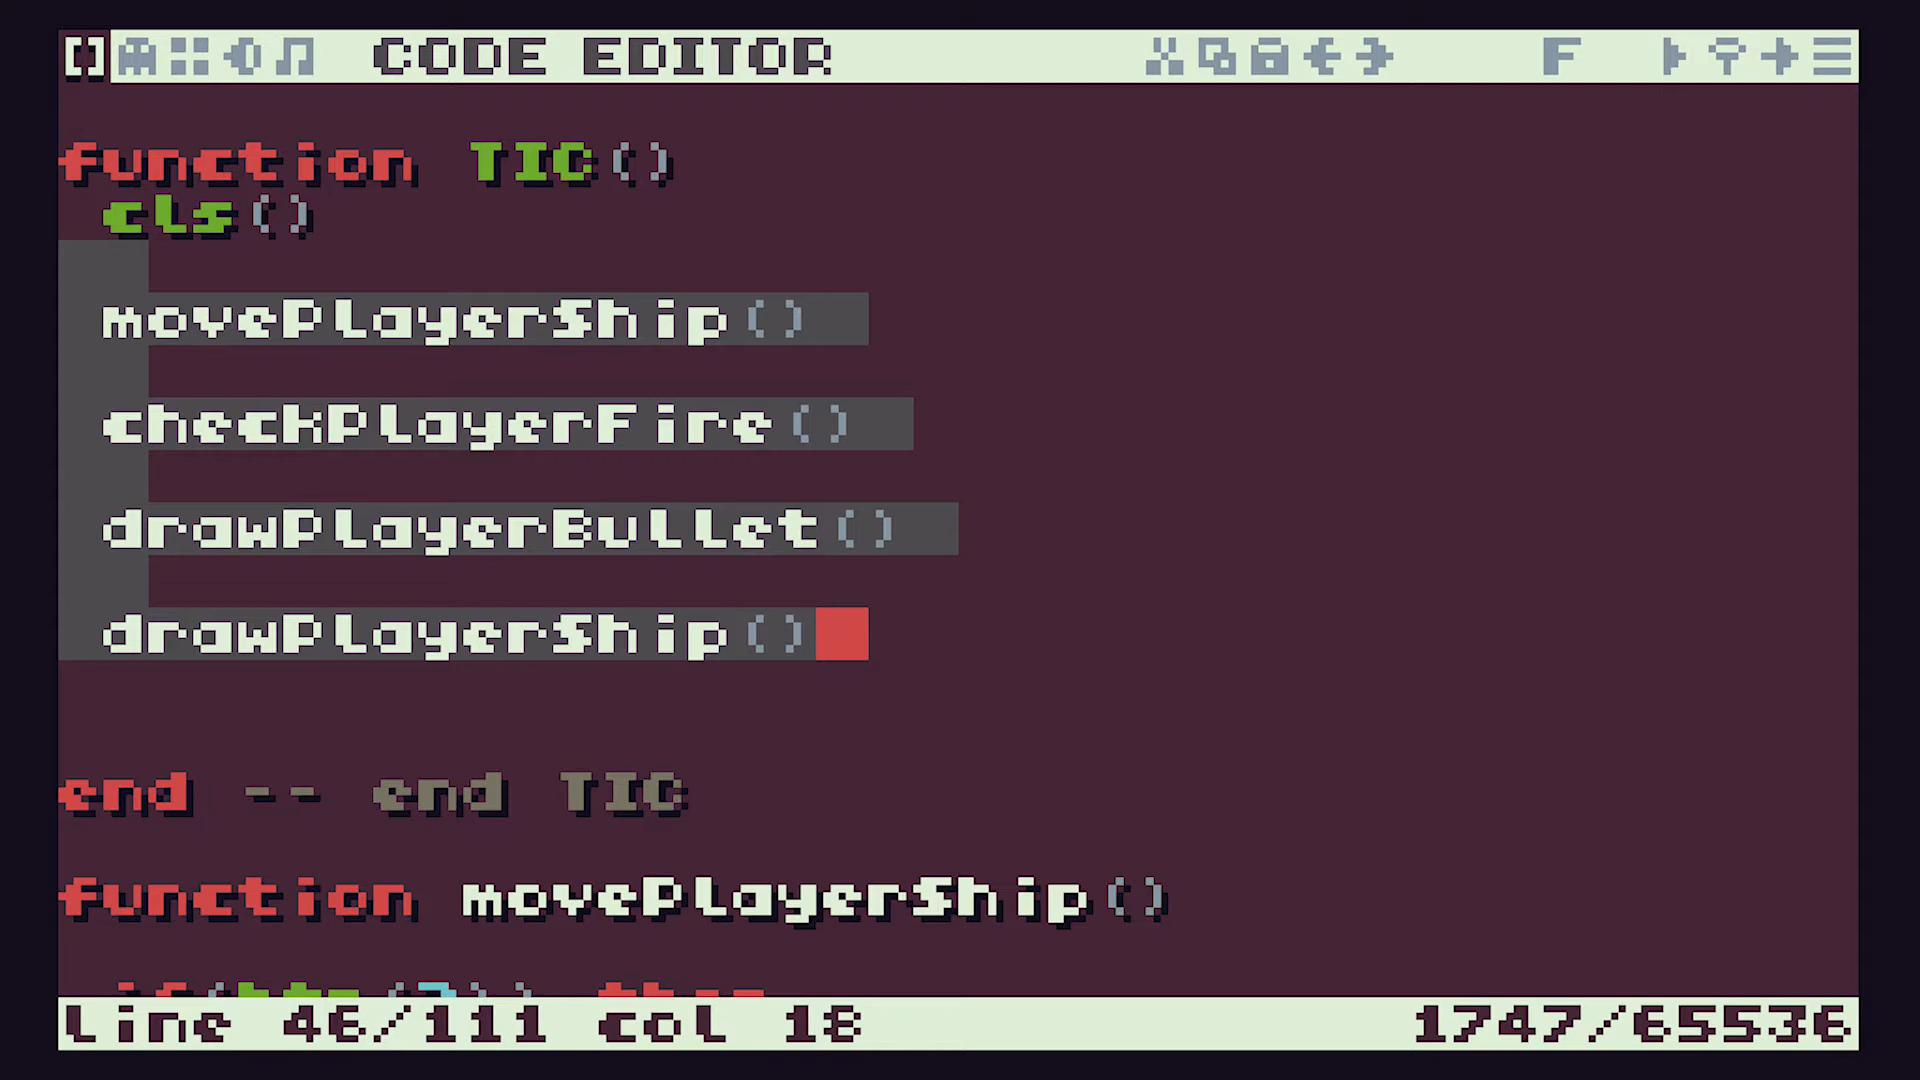 CODE EDITOR F
function TIC()
cls()
movePlayerShip()
checkPlayerFire()
drawPlayerBullet()
drawPlayerShip()
end -- end TIC
function movePlayerShip()
line 46/111 col 18 1747/65536